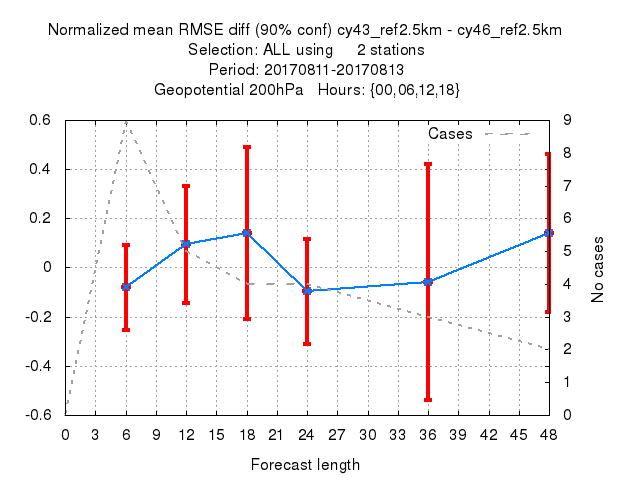 Normalized mean RMSE diff (90% conf) cy43_ref2.5km - cy46_ref2.5km
Selection: ALL using 2 stations
Period: 20170811-20170813
Geopotential 200hPa Hours: {00,06,12,18}
Cases
0.6
0.4
0.2
0
-0.2
-0.4
-0.6
9
8
7
6
5
4
3
2
1
0
No cases
0 3 6 9 12 15 18 21 24 27 30 33 36 39 42 45 48
Forecast length